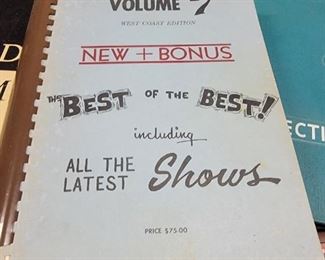 VOLUME 7
WEST COAST EDITION
NEW + BONUS
THE BEST OF THE BEST!
including
ALL THE
LATEST Shows
PRICE $75.00
D
M
ECTI